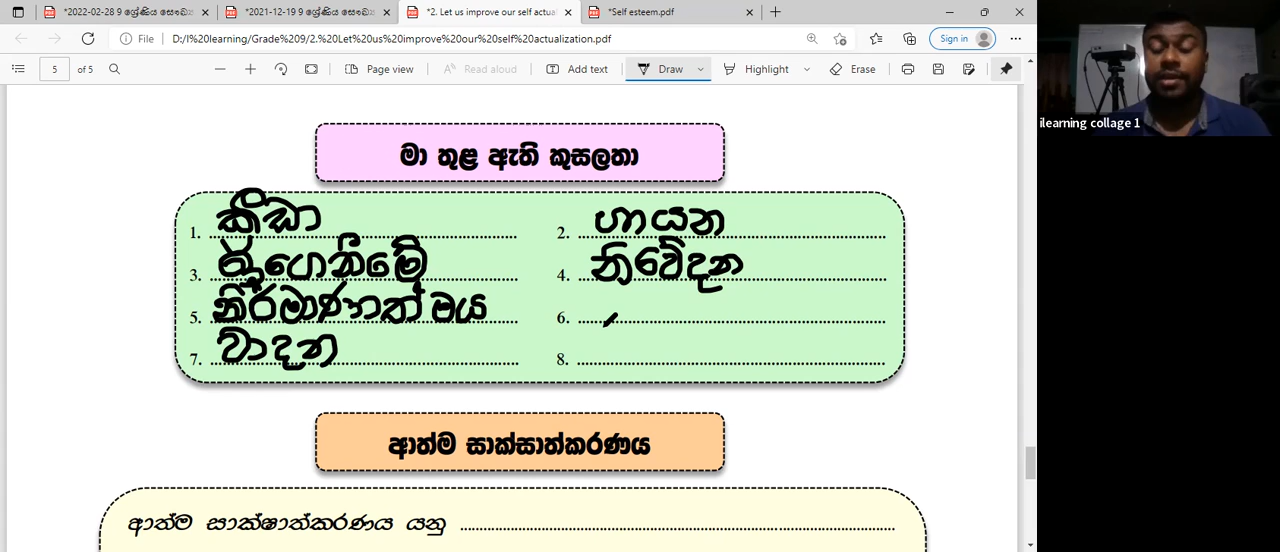 *2022-02-28 9 ශ්‍රේණිය සෞඛ්‍ය
*2021-12-19 9 ශ්‍රේණිය සෞඛ්‍ය
*2. Let us improve our self actua
*Self esteem.pdf
File D:/I%20learning/Grade%209/2.%20Let%20us%20improve%20our%20self%20actualization.pdf Sign in
5 of 5 Page view Read aloud Add text Draw Highlight Erase
ilearning collage 1
මා තුළ ඇති කුසලතා
1. ක්‍රීඩා 2. ගායන
3. රූගෙනීමේ 4. නිවේදන
5. නිර්මාණාත්මය 6.
7. වාදන 8.
ආත්ම සාක්සාත්කරණය
ආත්ම සාක්ෂාත්කරණය යනු